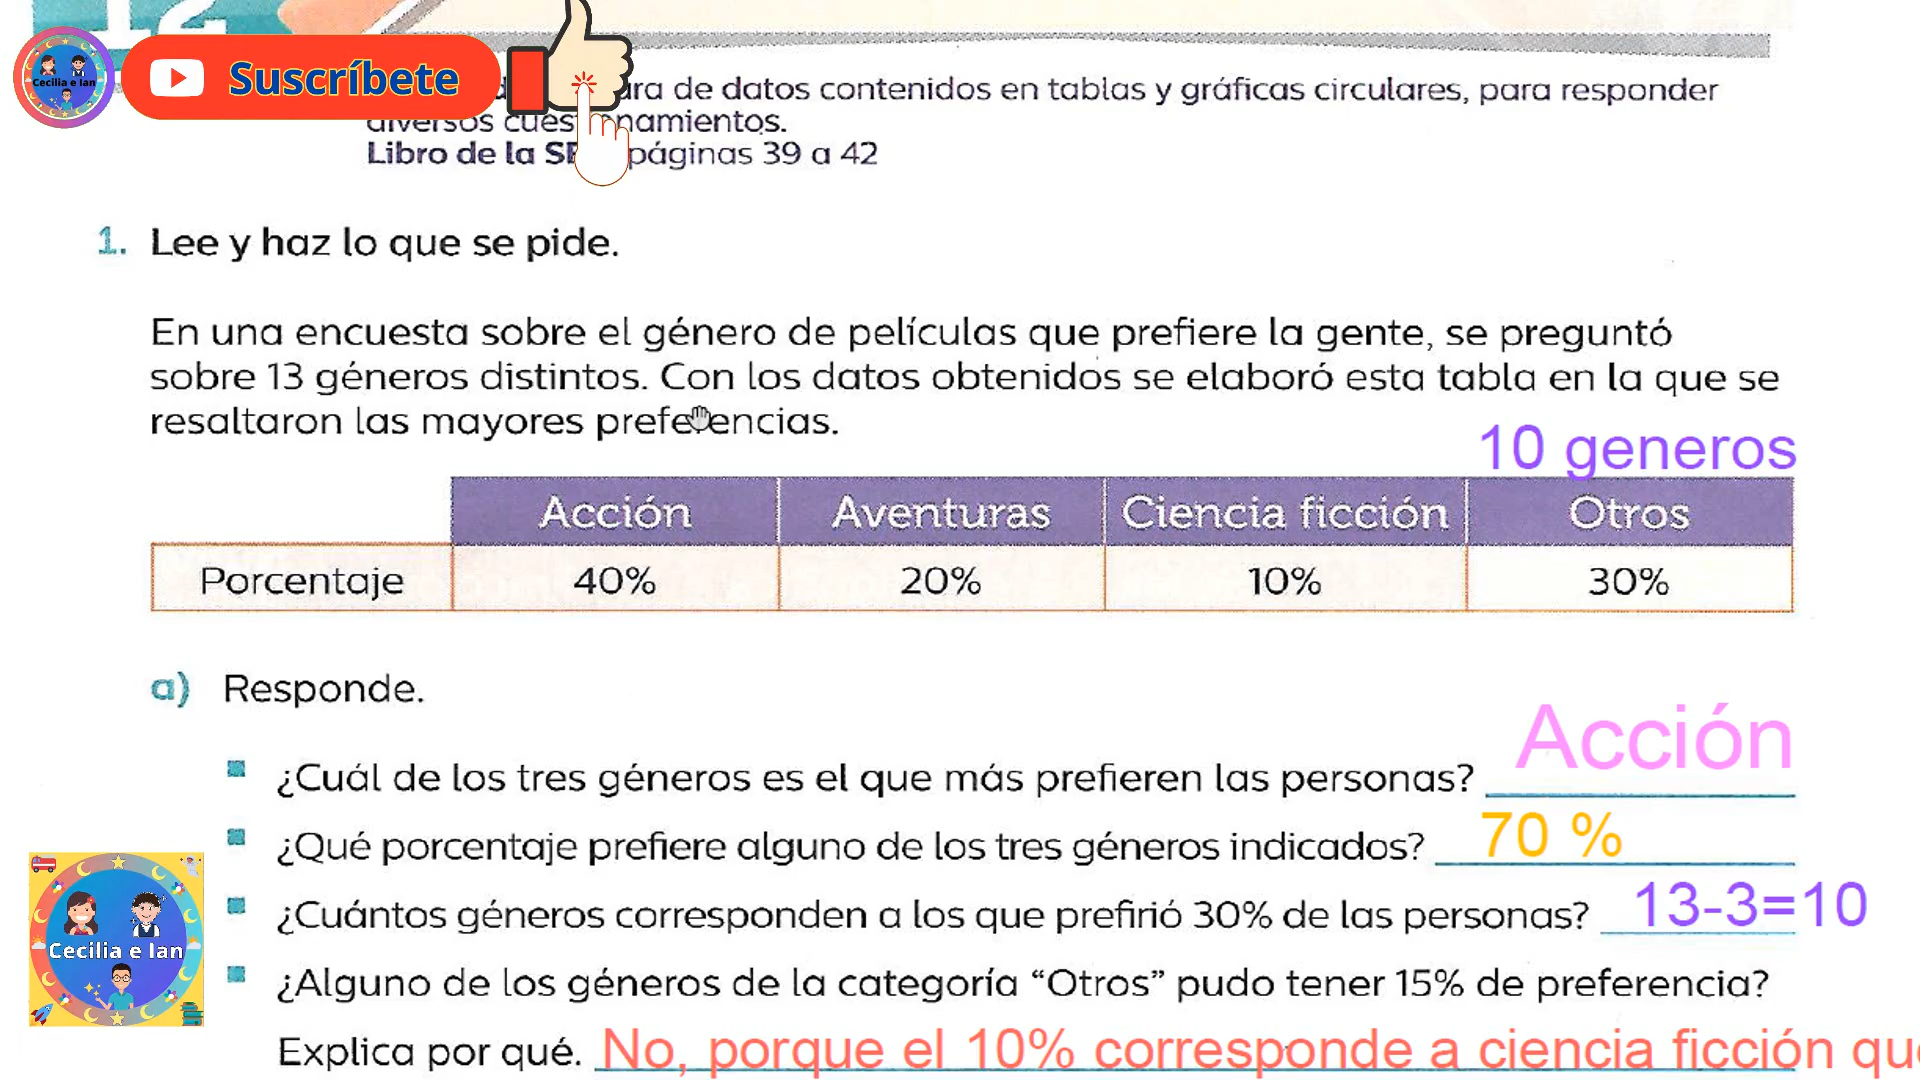 12
Cecilia e Ian
Suscríbete
ra de datos contenidos en tablas y gráficas circulares, para responder
diversos cuestionamientos.
Libro de la SEP páginas 39 a 42
1. Lee y haz lo que se pide.
En una encuesta sobre el género de películas que prefiere la gente, se preguntó
sobre 13 géneros distintos. Con los datos obtenidos se elaboró esta tabla en la que se
resaltaron las mayores preferencias.
10 generos
Acción Aventuras Ciencia ficción Otros
Porcentaje 40% 20% 10% 30%
a) Responde.
¿Cuál de los tres géneros es el que más prefieren las personas? Acción
¿Qué porcentaje prefiere alguno de los tres géneros indicados? 70 %
¿Cuántos géneros corresponden a los que prefirió 30% de las personas? 13-3=10
¿Alguno de los géneros de la categoría “Otros” pudo tener 15% de preferencia?
Explica por qué. No, porque el 10% corresponde a ciencia ficción que
Cecilia e Ian